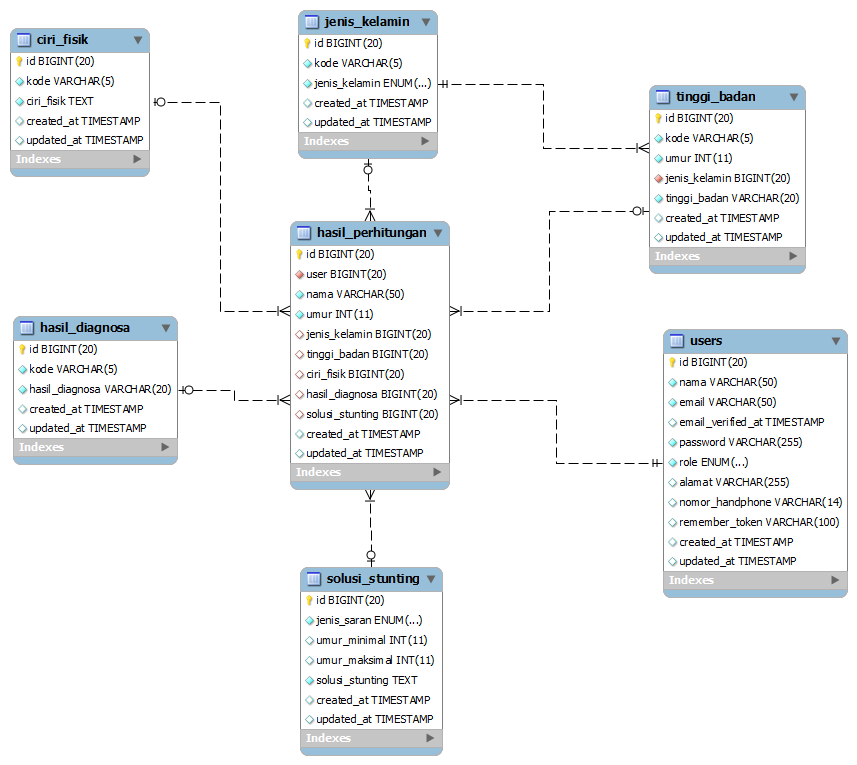 ciri_fisik
id BIGINT(20)
kode VARCHAR(5)
ciri_fisik TEXT
created_at TIMESTAMP
updated_at TIMESTAMP
Indexes
jenis_kelamin
id BIGINT(20)
kode VARCHAR(5)
jenis_kelamin ENUM(...)
created_at TIMESTAMP
updated_at TIMESTAMP
Indexes
tinggi_badan
id BIGINT(20)
kode VARCHAR(5)
umur INT(11)
jenis_kelamin BIGINT(20)
tinggi_badan VARCHAR(20)
created_at TIMESTAMP
updated_at TIMESTAMP
Indexes
hasil_perhitungan
id BIGINT(20)
user BIGINT(20)
nama VARCHAR(50)
umur INT(11)
jenis_kelamin BIGINT(20)
tinggi_badan BIGINT(20)
ciri_fisik BIGINT(20)
hasil_diagnosa BIGINT(20)
solusi_stunting BIGINT(20)
created_at TIMESTAMP
updated_at TIMESTAMP
Indexes
hasil_diagnosa
id BIGINT(20)
kode VARCHAR(5)
hasil_diagnosa VARCHAR(20)
created_at TIMESTAMP
updated_at TIMESTAMP
Indexes
users
id BIGINT(20)
nama VARCHAR(50)
email VARCHAR(50)
email_verified_at TIMESTAMP
password VARCHAR(255)
role ENUM(...)
alamat VARCHAR(255)
nomor_handphone VARCHAR(14)
remember_token VARCHAR(100)
created_at TIMESTAMP
updated_at TIMESTAMP
Indexes
solusi_stunting
id BIGINT(20)
jenis_saran ENUM(...)
umur_minimal INT(11)
umur_maksimal INT(11)
solusi_stunting TEXT
created_at TIMESTAMP
updated_at TIMESTAMP
Indexes